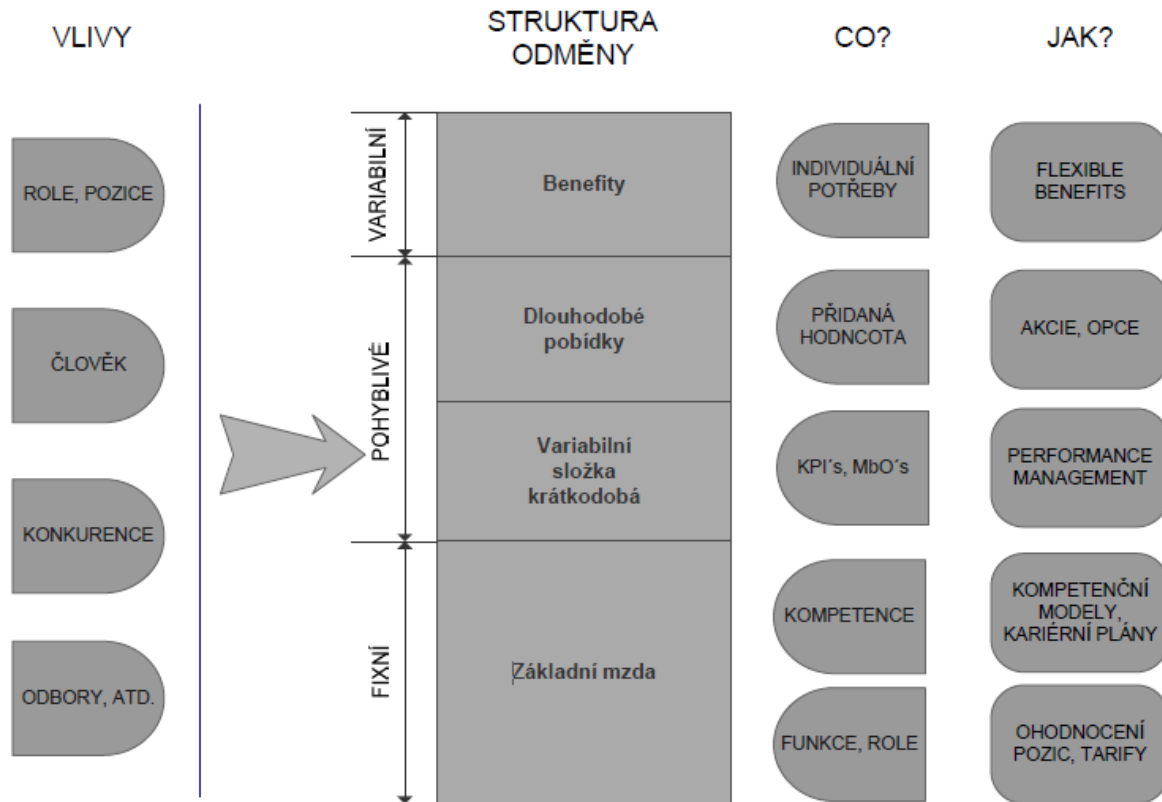 VLIVY
STRUKTURA
ODMĚNY
CO?
JAK?
ROLE, POZICE
ČLOVĚK
KONKURENCE
ODBORY, ATD.
VARIABILNÍ
POHYBLIVÉ
FIXNÍ
Benefity
Dlouhodobé
pobídky
Variabilní
složka
krátkodobá
Základní mzda
INDIVIDUÁLNÍ
POTŘEBY
PŘIDANÁ
HODNCOTA
KPI´s, MbO´s
KOMPETENCE
FUNKCE, ROLE
FLEXIBLE
BENEFITS
AKCIE, OPCE
PERFORMANCE
MANAGEMENT
KOMPETENČNÍ
MODELY,
KARIÉRNÍ PLÁNY
OHODNOCENÍ
POZIC, TARIFY